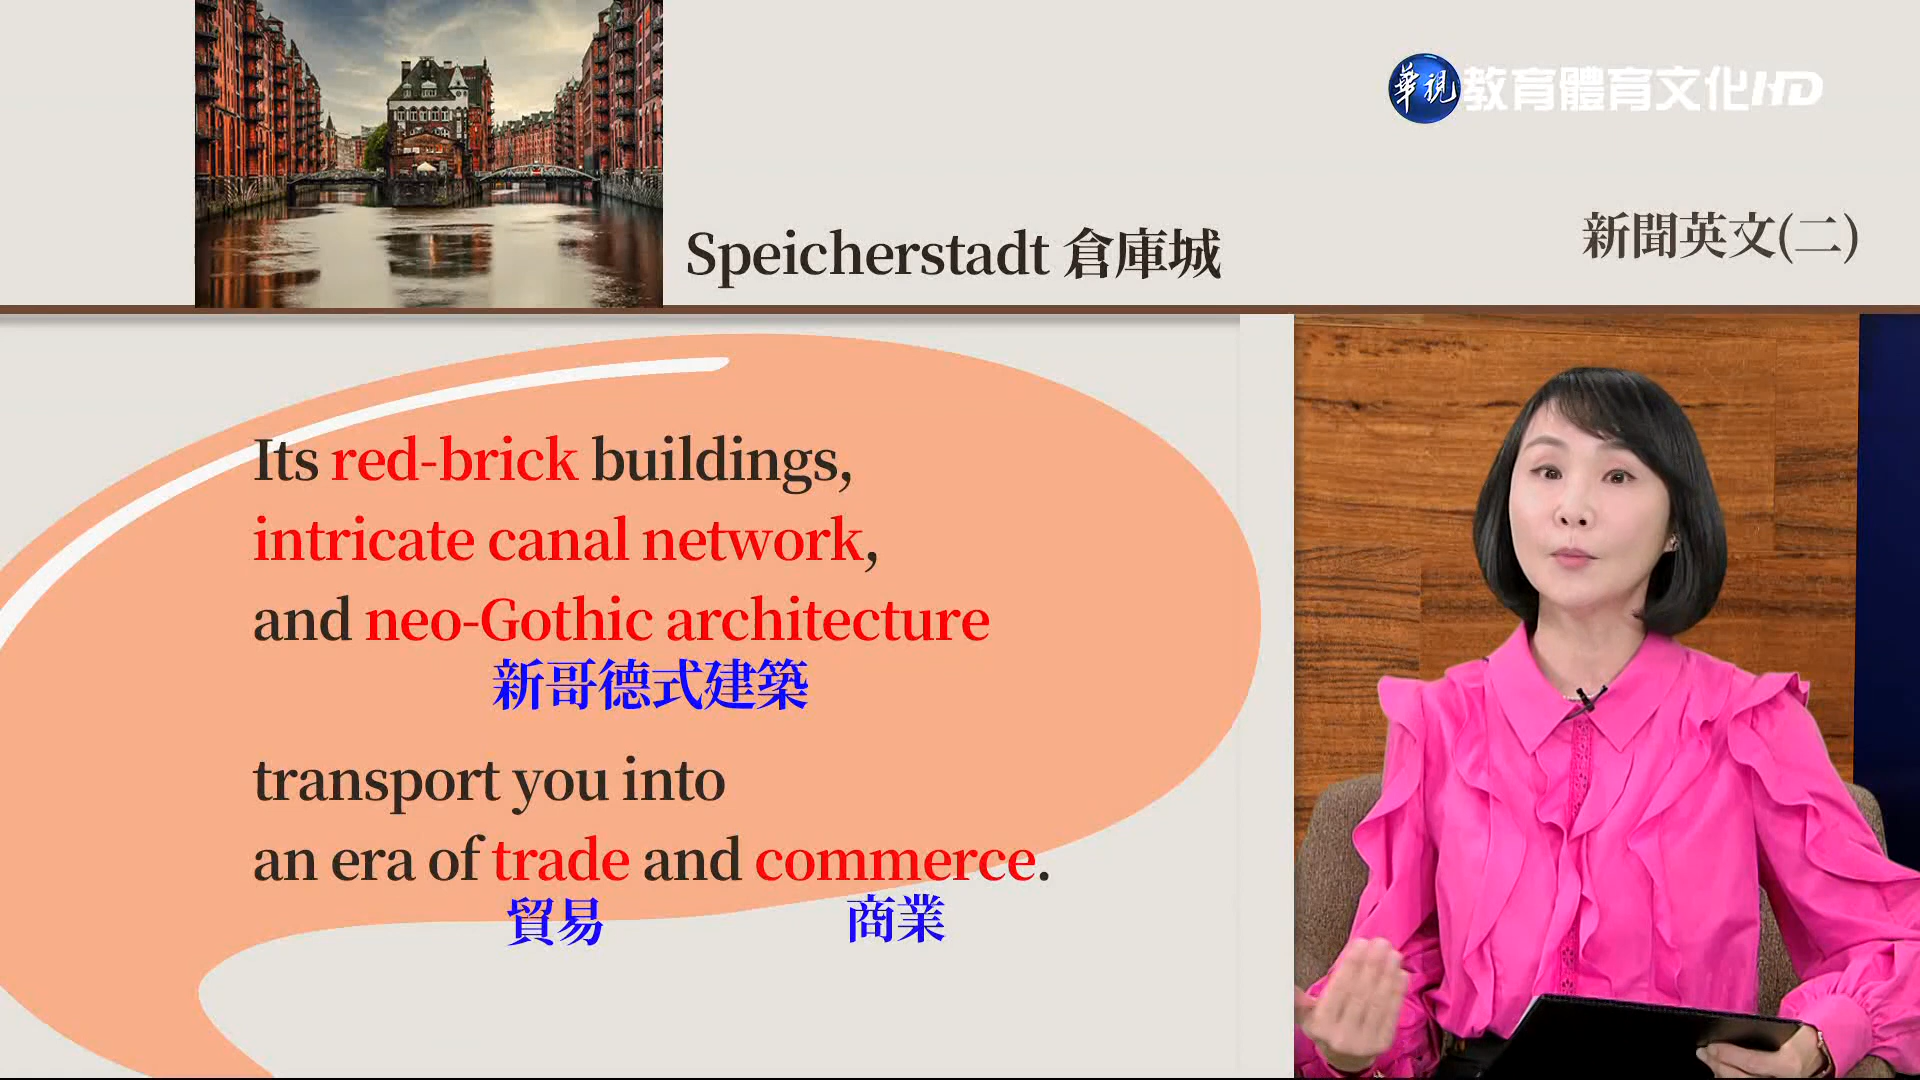 華視 教育體育文化HD
新聞英文(二)
Speicherstadt 倉庫城
Its red-brick buildings,
intricate canal network,
and neo-Gothic architecture
新哥德式建築
transport you into
an era of trade and commerce.
貿易 商業